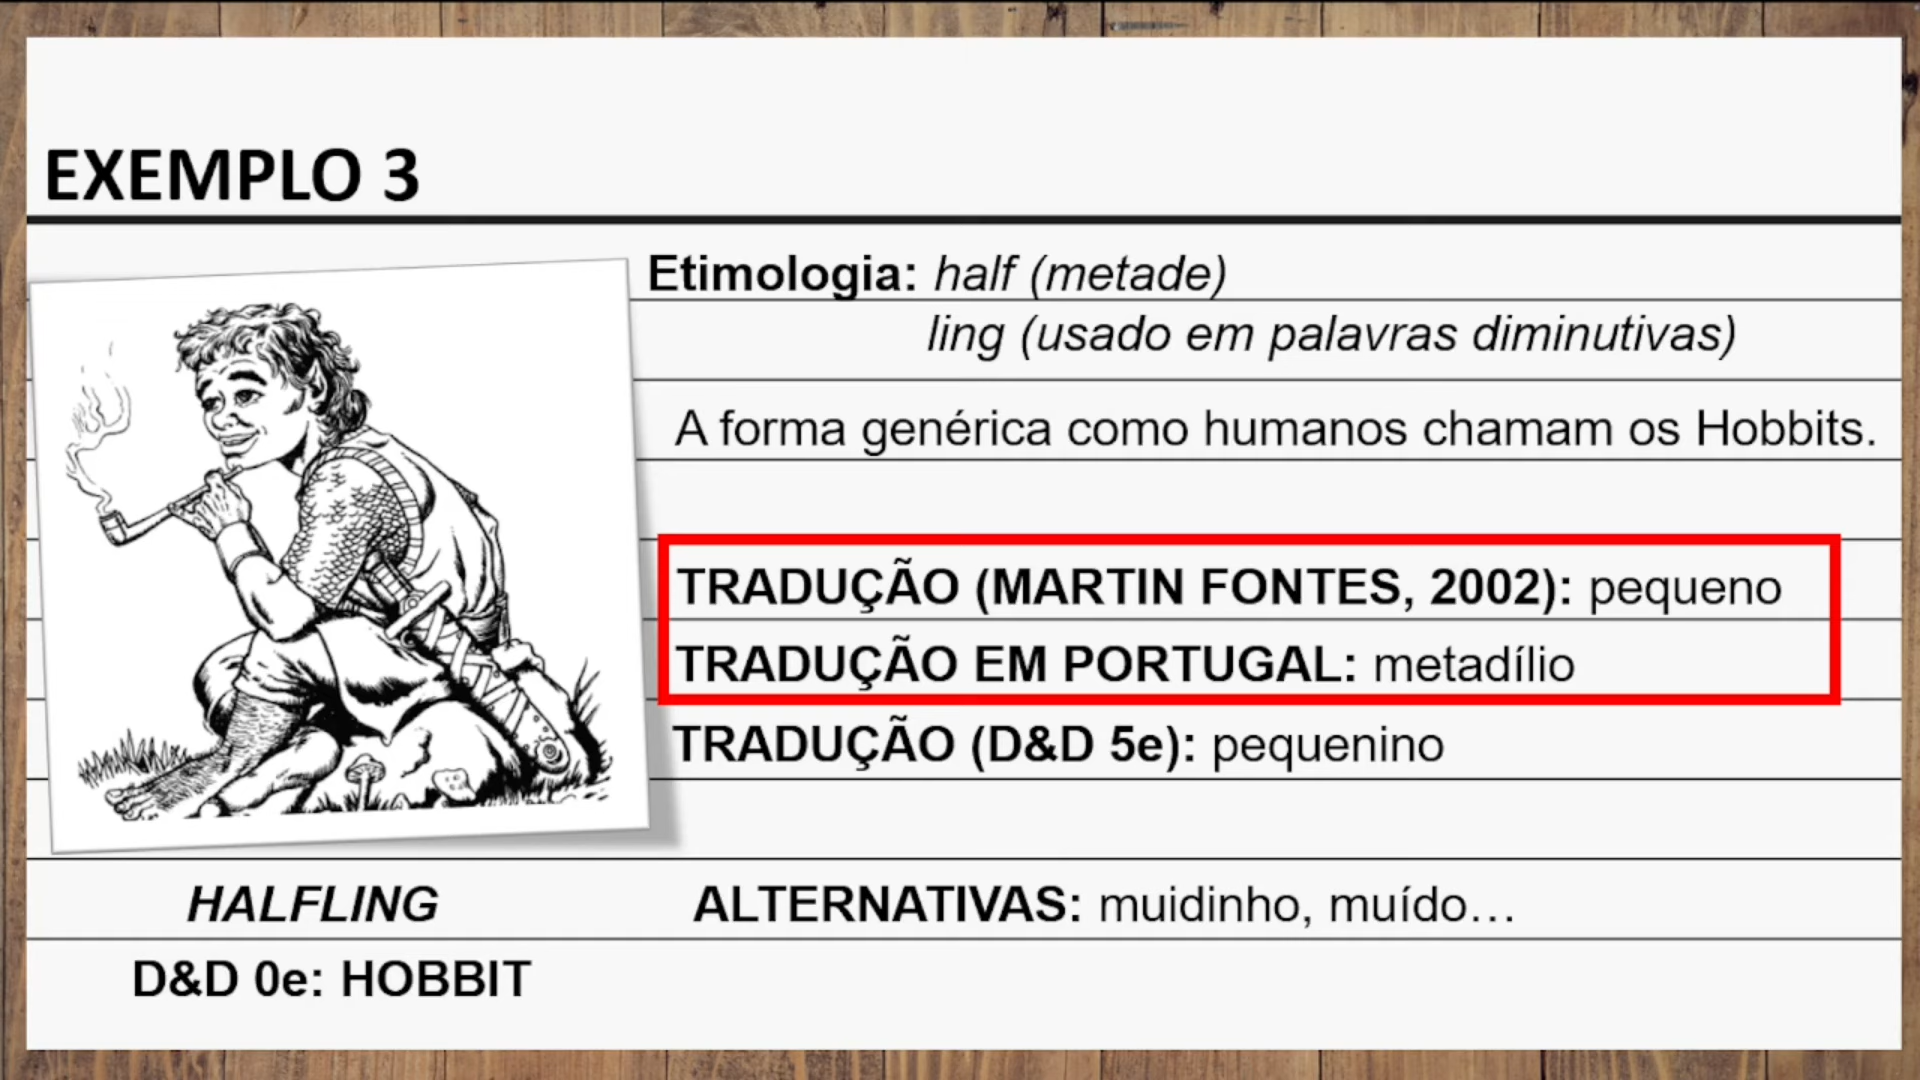 EXEMPLO 3
Etimologia: half (metade)
ling (usado em palavras diminutivas)
A forma genérica como humanos chamam os Hobbits.
TRADUÇÃO (MARTIN FONTES, 2002): pequeno
TRADUÇÃO EM PORTUGAL: metadílio
TRADUÇÃO (D&D 5e): pequenino
HALFLING
ALTERNATIVAS: muidinho, muído…
D&D 0e: HOBBIT